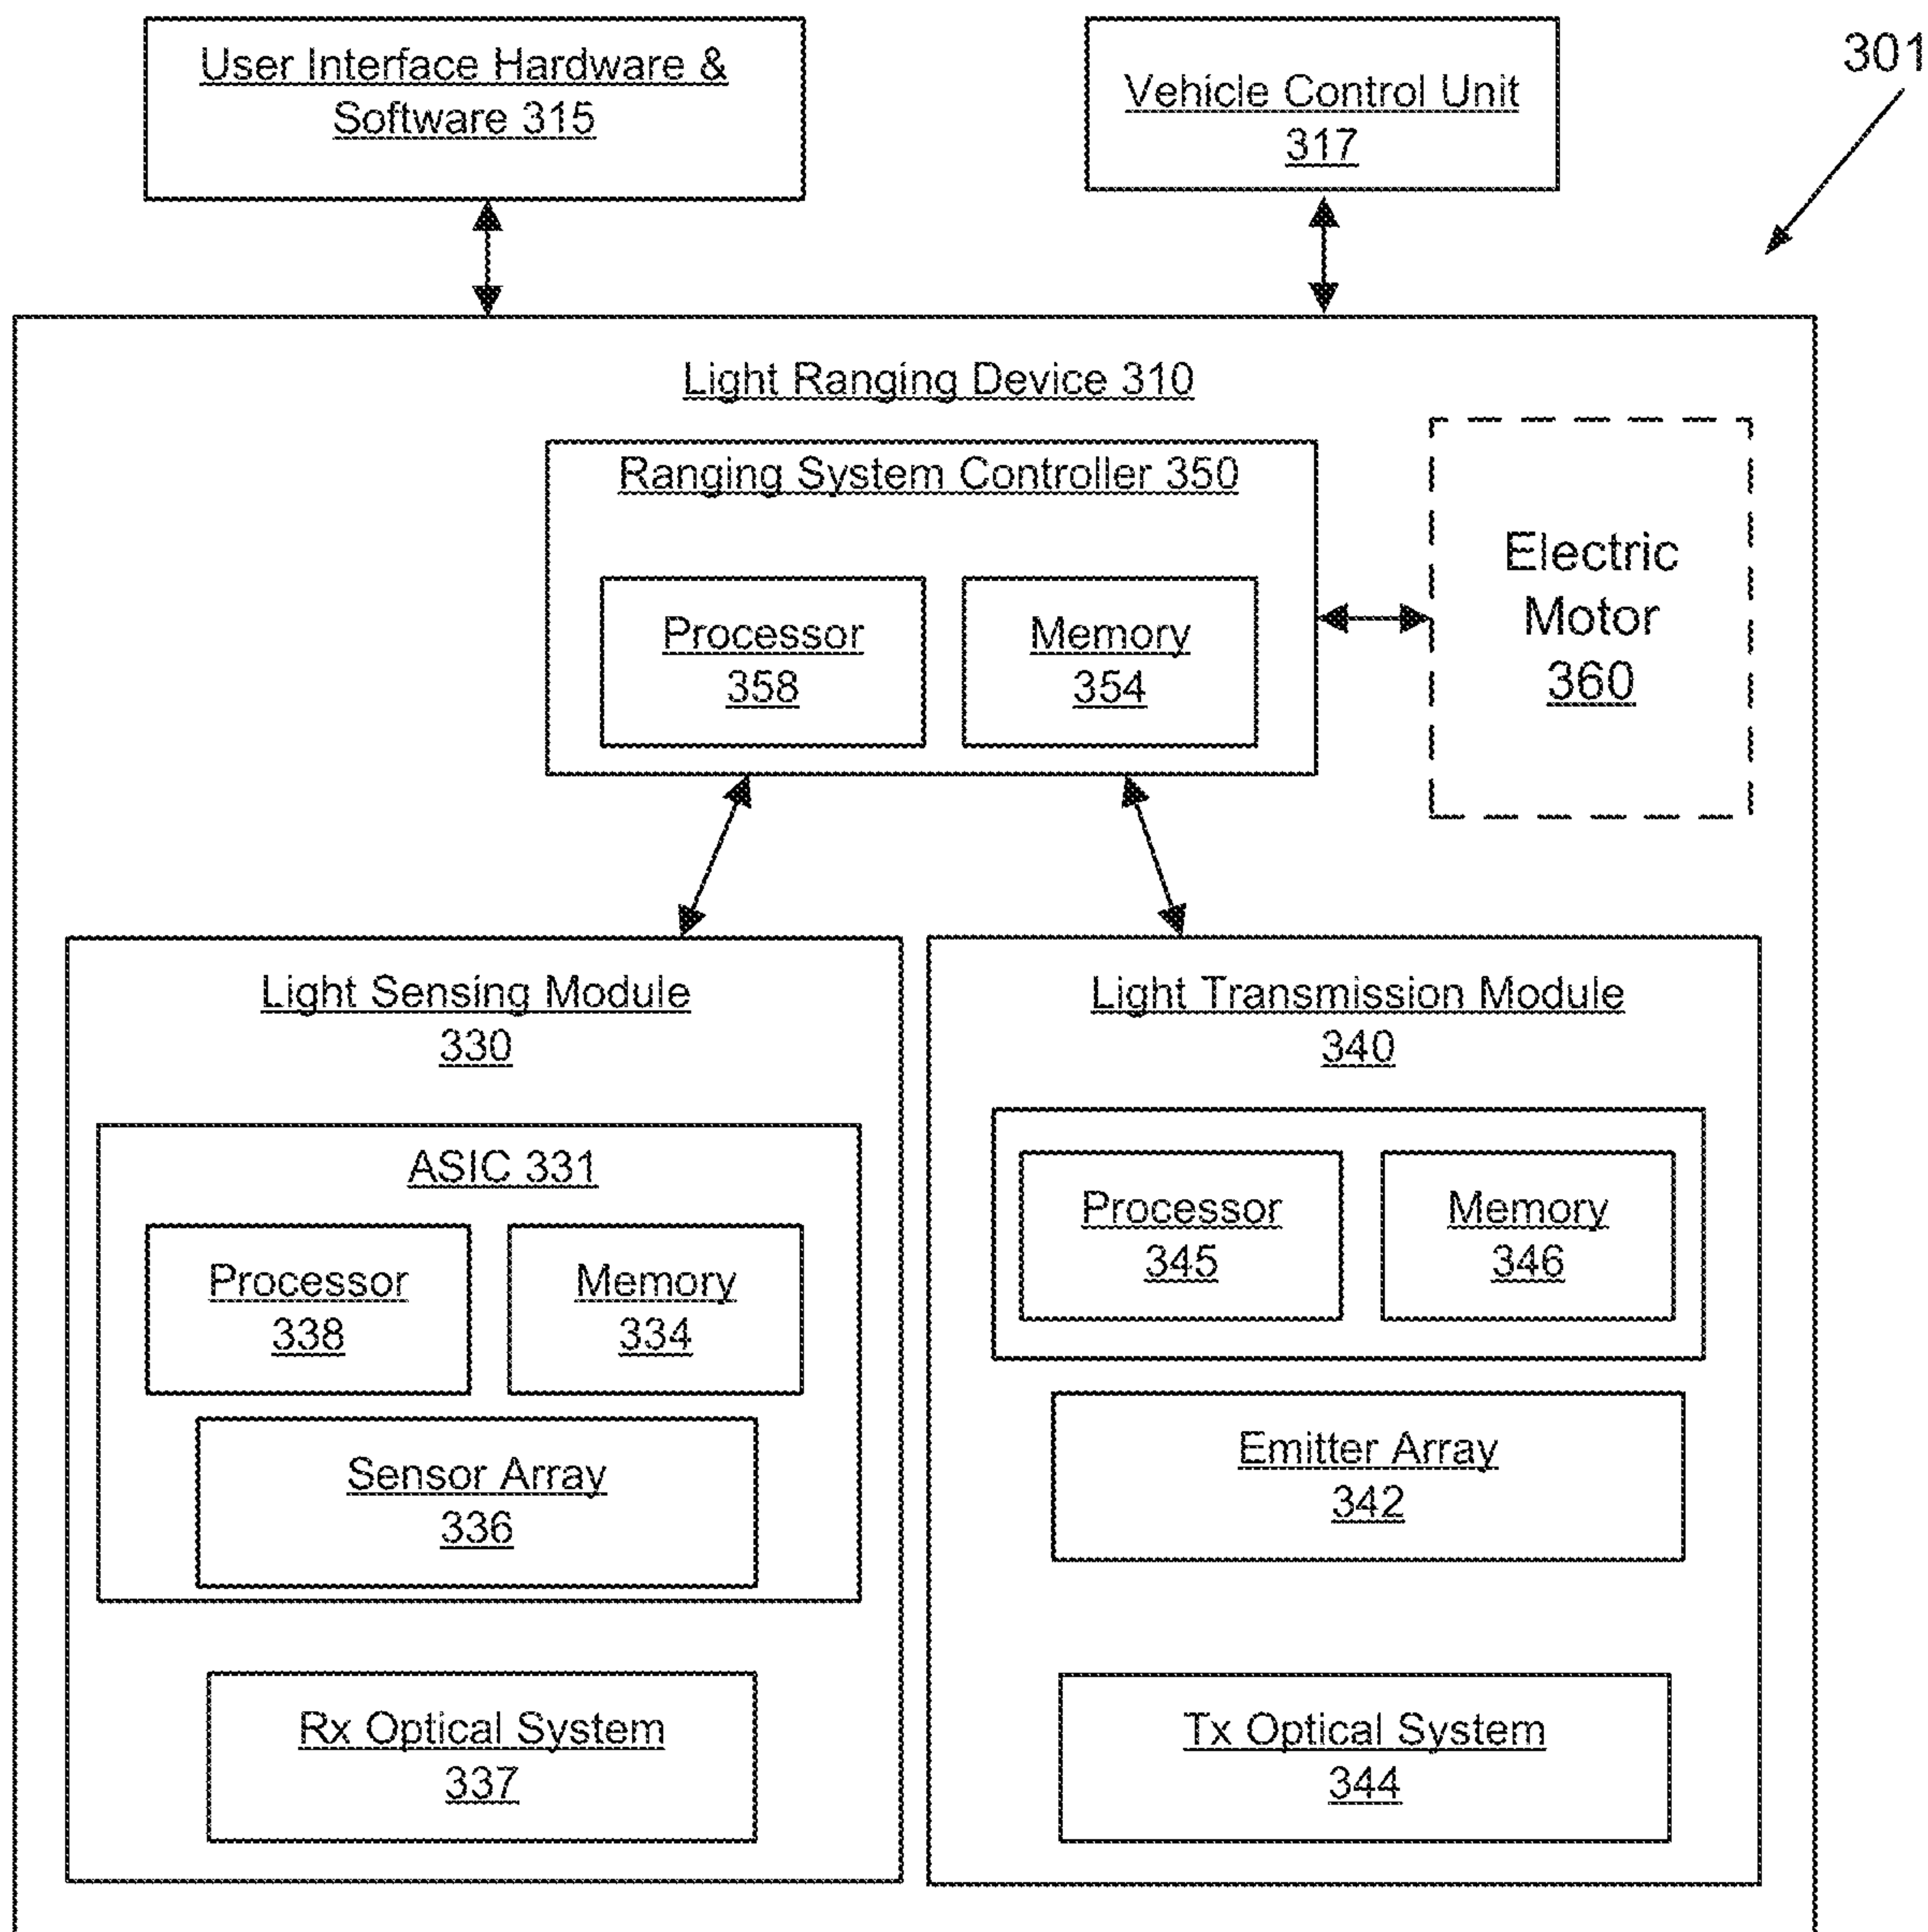 User Interface Hardware &
Software 315
Vehicle Control Unit
317
301
Light Ranging Device 310
Ranging System Controller 350
Processor
358
Memory
354
Electric
Motor
360
Light Sensing Module
330
ASIC 331
Processor
338
Memory
334
Sensor Array
336
Rx Optical System
337
Light Transmission Module
340
Processor
345
Memory
346
Emitter Array
342
Tx Optical System
344